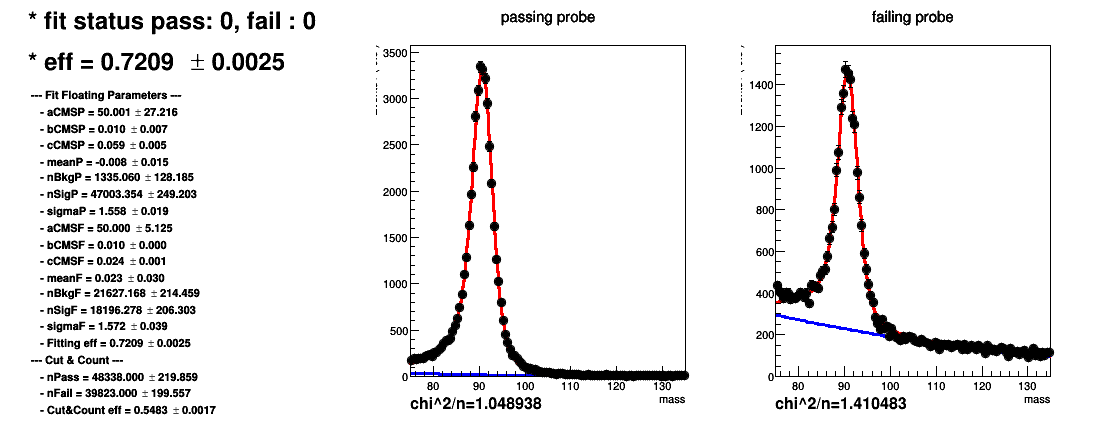 * fit status pass: 0, fail : 0
* eff = 0.7209 ± 0.0025
--- Fit Floating Parameters ---
- aCMSP = 50.001 ± 27.216
- bCMSP = 0.010 ± 0.007
- cCMSP = 0.059 ± 0.005
- meanP = -0.008 ± 0.015
- nBkgP = 1335.060 ± 128.185
- nSigP = 47003.354 ± 249.203
- sigmaP = 1.558 ± 0.019
- aCMSF = 50.000 ± 5.125
- bCMSF = 0.010 ± 0.000
- cCMSF = 0.024 ± 0.001
- meanF = 0.023 ± 0.030
- nBkgF = 21627.168 ± 214.459
- nSigF = 18196.278 ± 206.303
- sigmaF = 1.572 ± 0.039
- Fitting eff = 0.7209 ± 0.0025
--- Cut & Count ---
- nPass = 48338.000 ± 219.859
- nFail = 39823.000 ± 199.557
- Cut&Count eff = 0.5483 ± 0.0017
passing probe
3500
3000
2500
2000
1500
1000
500
0
80 90 100 110 120 130
mass
chi^2/n=1.048938
failing probe
1400
1200
1000
800
600
400
200
0
80 90 100 110 120 130
mass
chi^2/n=1.410483